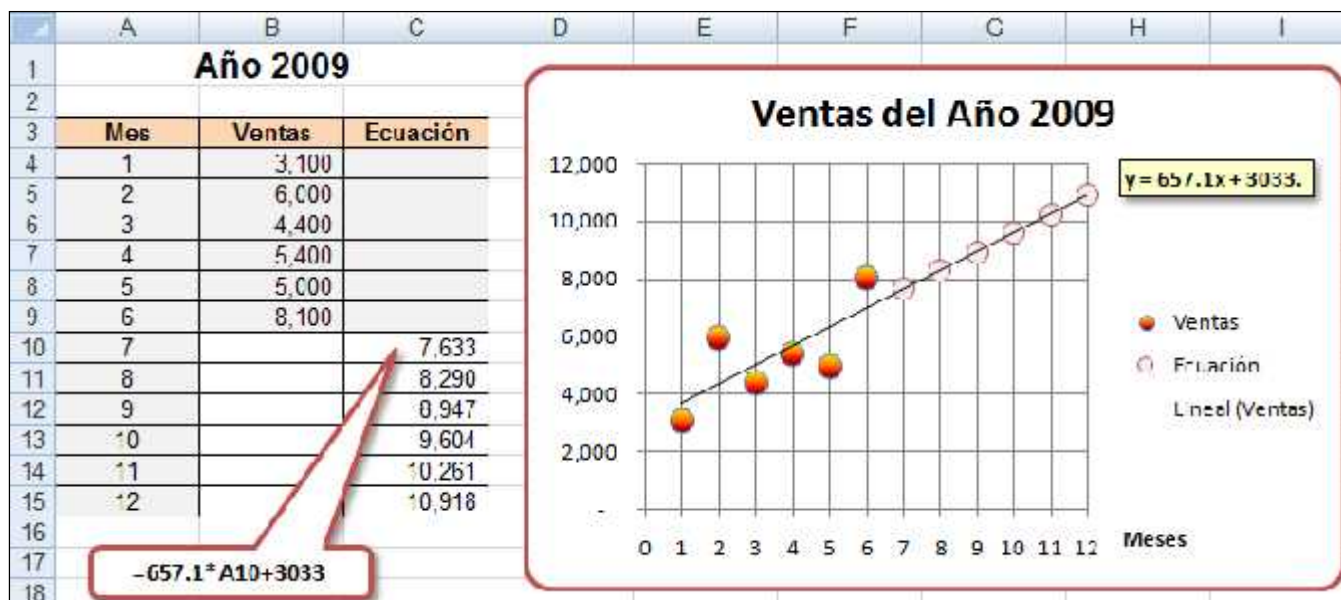 A B C D E F G H I
1 Año 2009
2
3 Mes Ventas Ecuación
4 1 3,100
5 2 6,000
6 3 4,400
7 4 5,400
8 5 5,000
9 6 8,100
10 7 7,633
11 8 8,290
12 9 8,947
13 10 9,604
14 11 10,261
15 12 10,918
16
17
18
=657.1*A10+3033
Ventas del Año 2009
12,000
10,000
8,000
6,000
4,000
2,000
-
0 1 2 3 4 5 6 7 8 9 10 11 12
Meses
y = 657.1x + 3033.
Ventas
Ecuación
Lineal (Ventas)